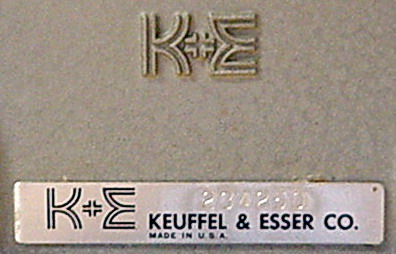 K+E
K+E KEUFFEL & ESSER CO.
MADE IN U.S.A.